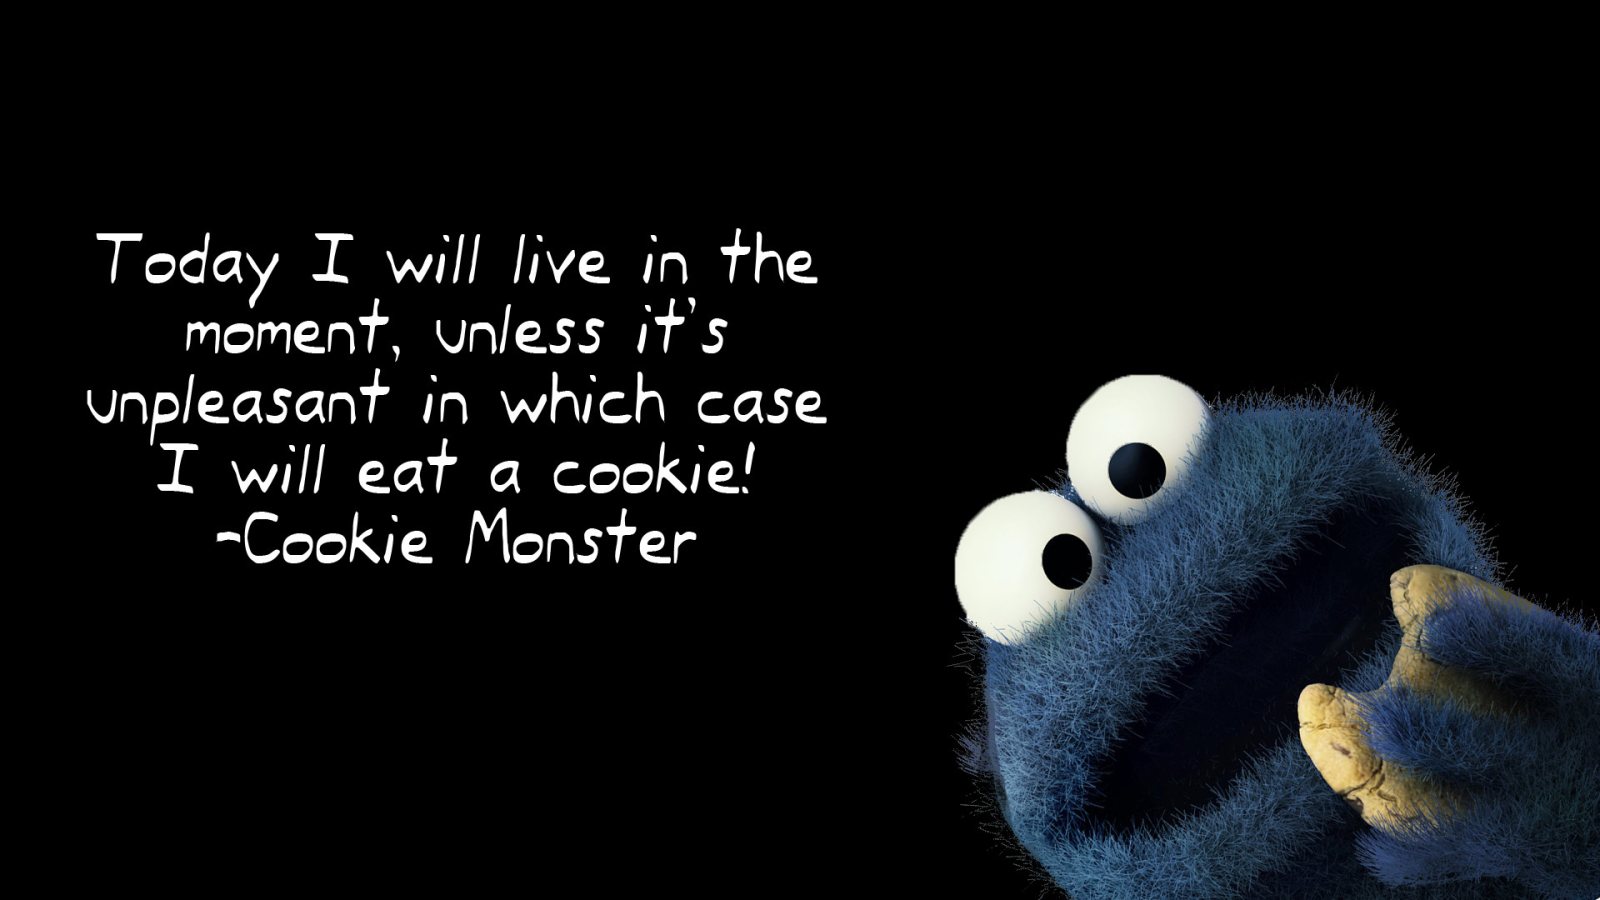 Today I will live in the
moment, unless it's
unpleasant in which case
I will eat a cookie!
-Cookie Monster